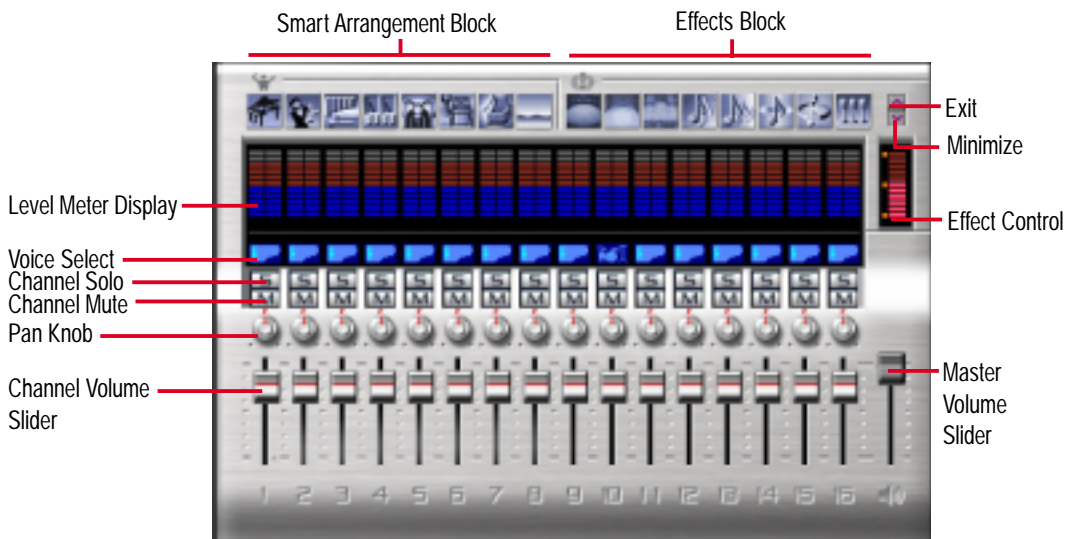 Smart Arrangement Block
Effects Block
Exit
Minimize
Level Meter Display
Effect Control
Voice Select
Channel Solo
S S S S S S S S S S S S S S S S
Channel Mute
M M M M M M M M M M M M M M M M
Pan Knob
Channel Volume
Slider
Master
Volume
Slider
1 2 3 4 5 6 7 8 9 10 11 12 13 14 15 16